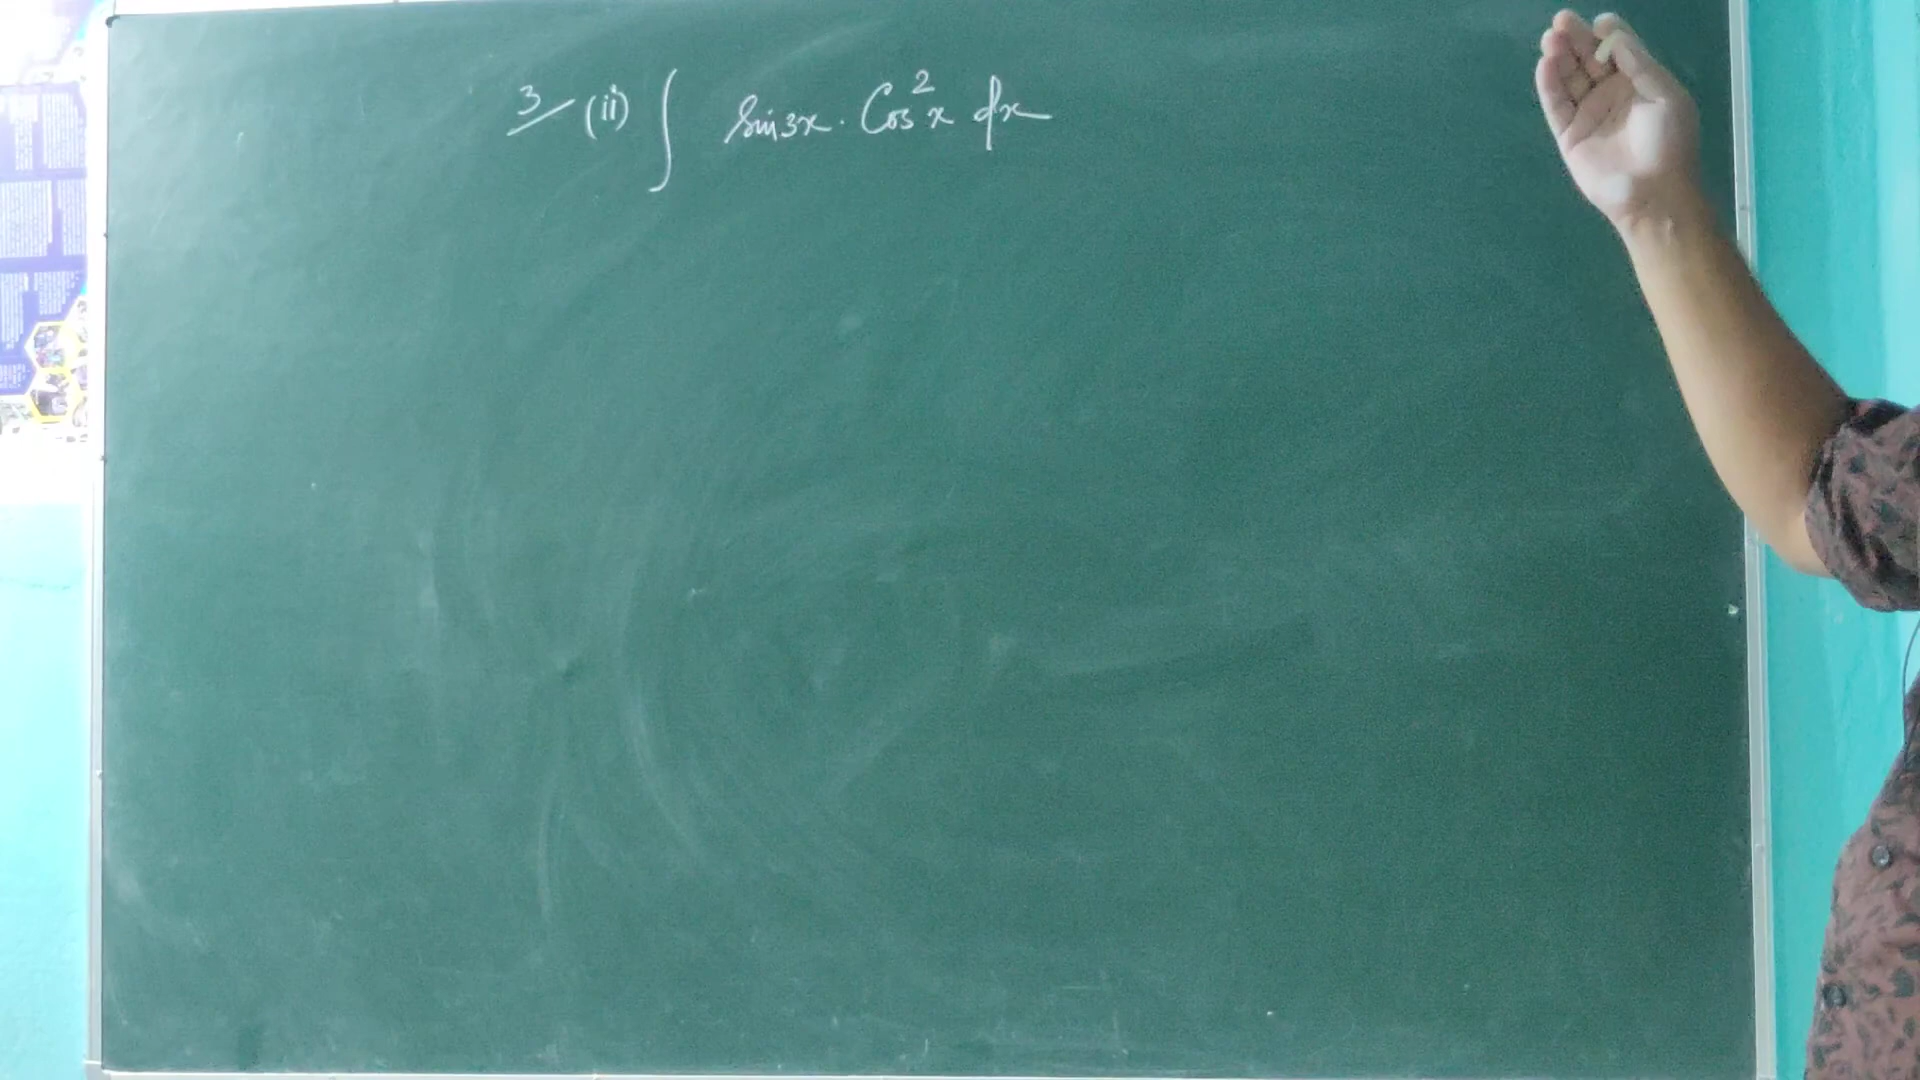 3/ (ii) ∫ sin3x . Cos²x dx